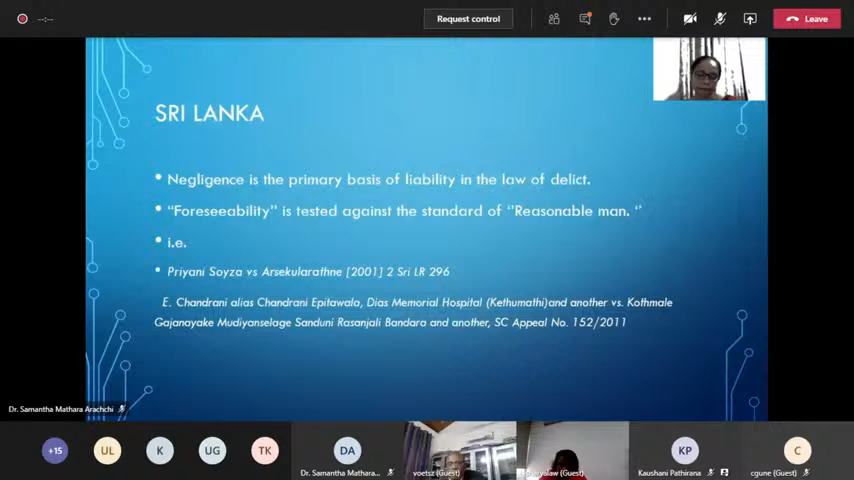 --:--
Request control
Leave
SRI LANKA
• Negligence is the primary basis of liability in the law of delict.
• “Foreseeability” is tested against the standard of “Reasonable man. “
• i.e.
• Priyani Soyza vs Arsekularathne [2001] 2 Sri LR 296
E. Chandrani alias Chandrani Epitawala, Dias Memorial Hospital (Kethumathi)and another vs. Kothmale
Gajanayake Mudiyanselage Sanduni Rasanjali Bandara and another, SC Appeal No. 152/2011
Dr. Samantha Mathara Arachchi
+15
UL
K
UG
TK
DA
KP
C
Dr. Samantha Mathara...
voetsz (Guest)
(Guest)
Kaushani Pathirana
cgune (Guest)